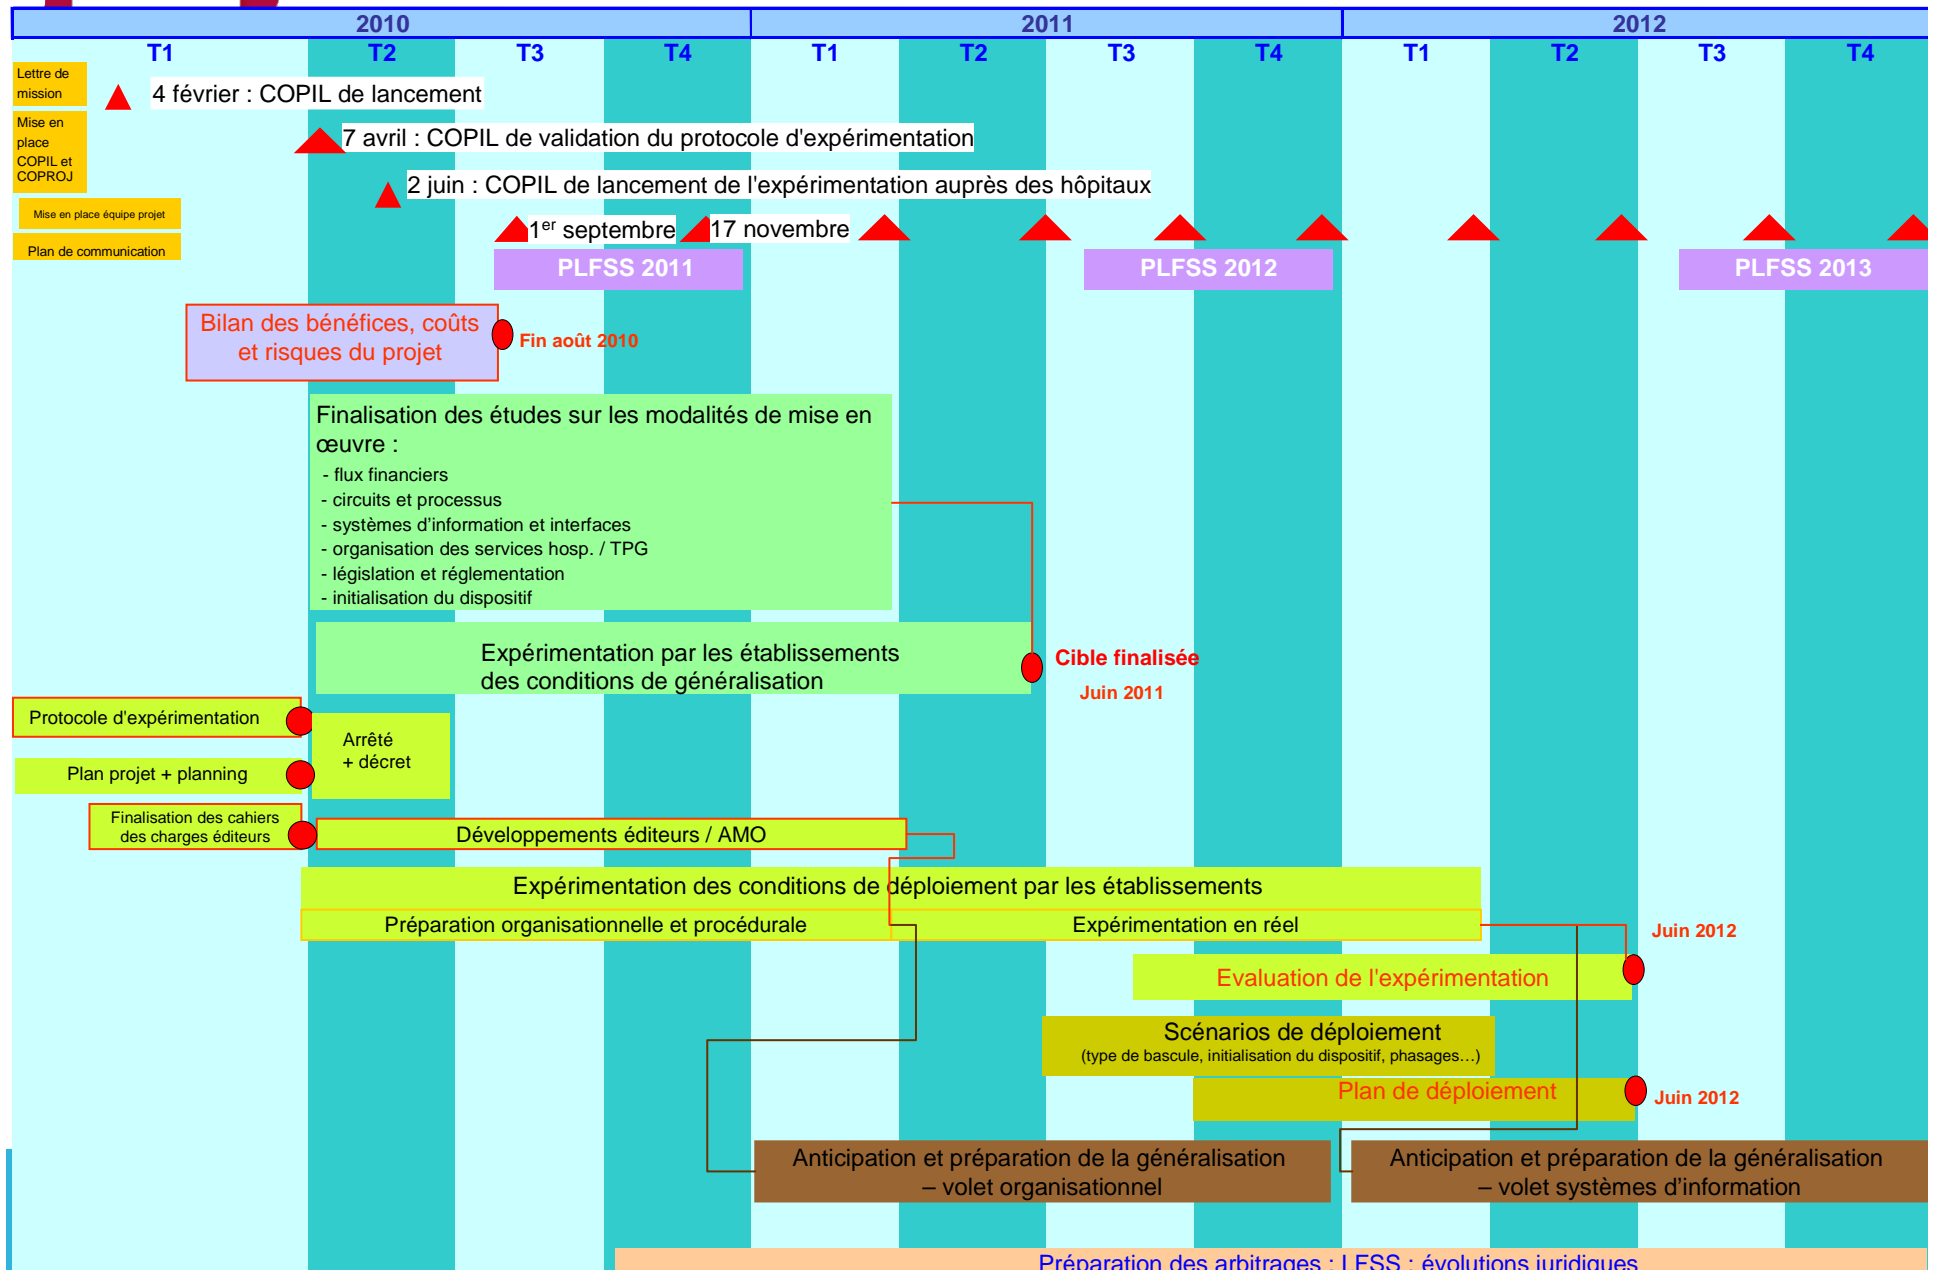 2010 2011 2012
T1 T2 T3 T4 T1 T2 T3 T4 T1 T2 T3 T4
Lettre de
mission
4 février : COPIL de lancement
Mise en
place
COPIL et
COPROJ
7 avril : COPIL de validation du protocole d'expérimentation
2 juin : COPIL de lancement de l'expérimentation auprès des hôpitaux
Mise en place équipe projet
1er septembre 17 novembre
Plan de communication
PLFSS 2011 PLFSS 2012 PLFSS 2013
Bilan des bénéfices, coûts
et risques du projet
Fin août 2010
Finalisation des études sur les modalités de mise en
œuvre :
- flux financiers
- circuits et processus
- systèmes d’information et interfaces
- organisation des services hosp. / TPG
- législation et réglementation
- initialisation du dispositif
Expérimentation par les établissements
des conditions de généralisation
Cible finalisée
Juin 2011
Protocole d'expérimentation
Arrêté
+ décret
Plan projet + planning
Finalisation des cahiers
des charges éditeurs
Développements éditeurs / AMO
Expérimentation des conditions de déploiement par les établissements
Préparation organisationnelle et procédurale
Expérimentation en réel
Juin 2012
Evaluation de l'expérimentation
Scénarios de déploiement
(type de bascule, initialisation du dispositif, phasages…)
Plan de déploiement
Juin 2012
Anticipation et préparation de la généralisation
– volet organisationnel
Anticipation et préparation de la généralisation
– volet systèmes d’information
Préparation des arbitrages ; LFSS ; évolutions juridiques